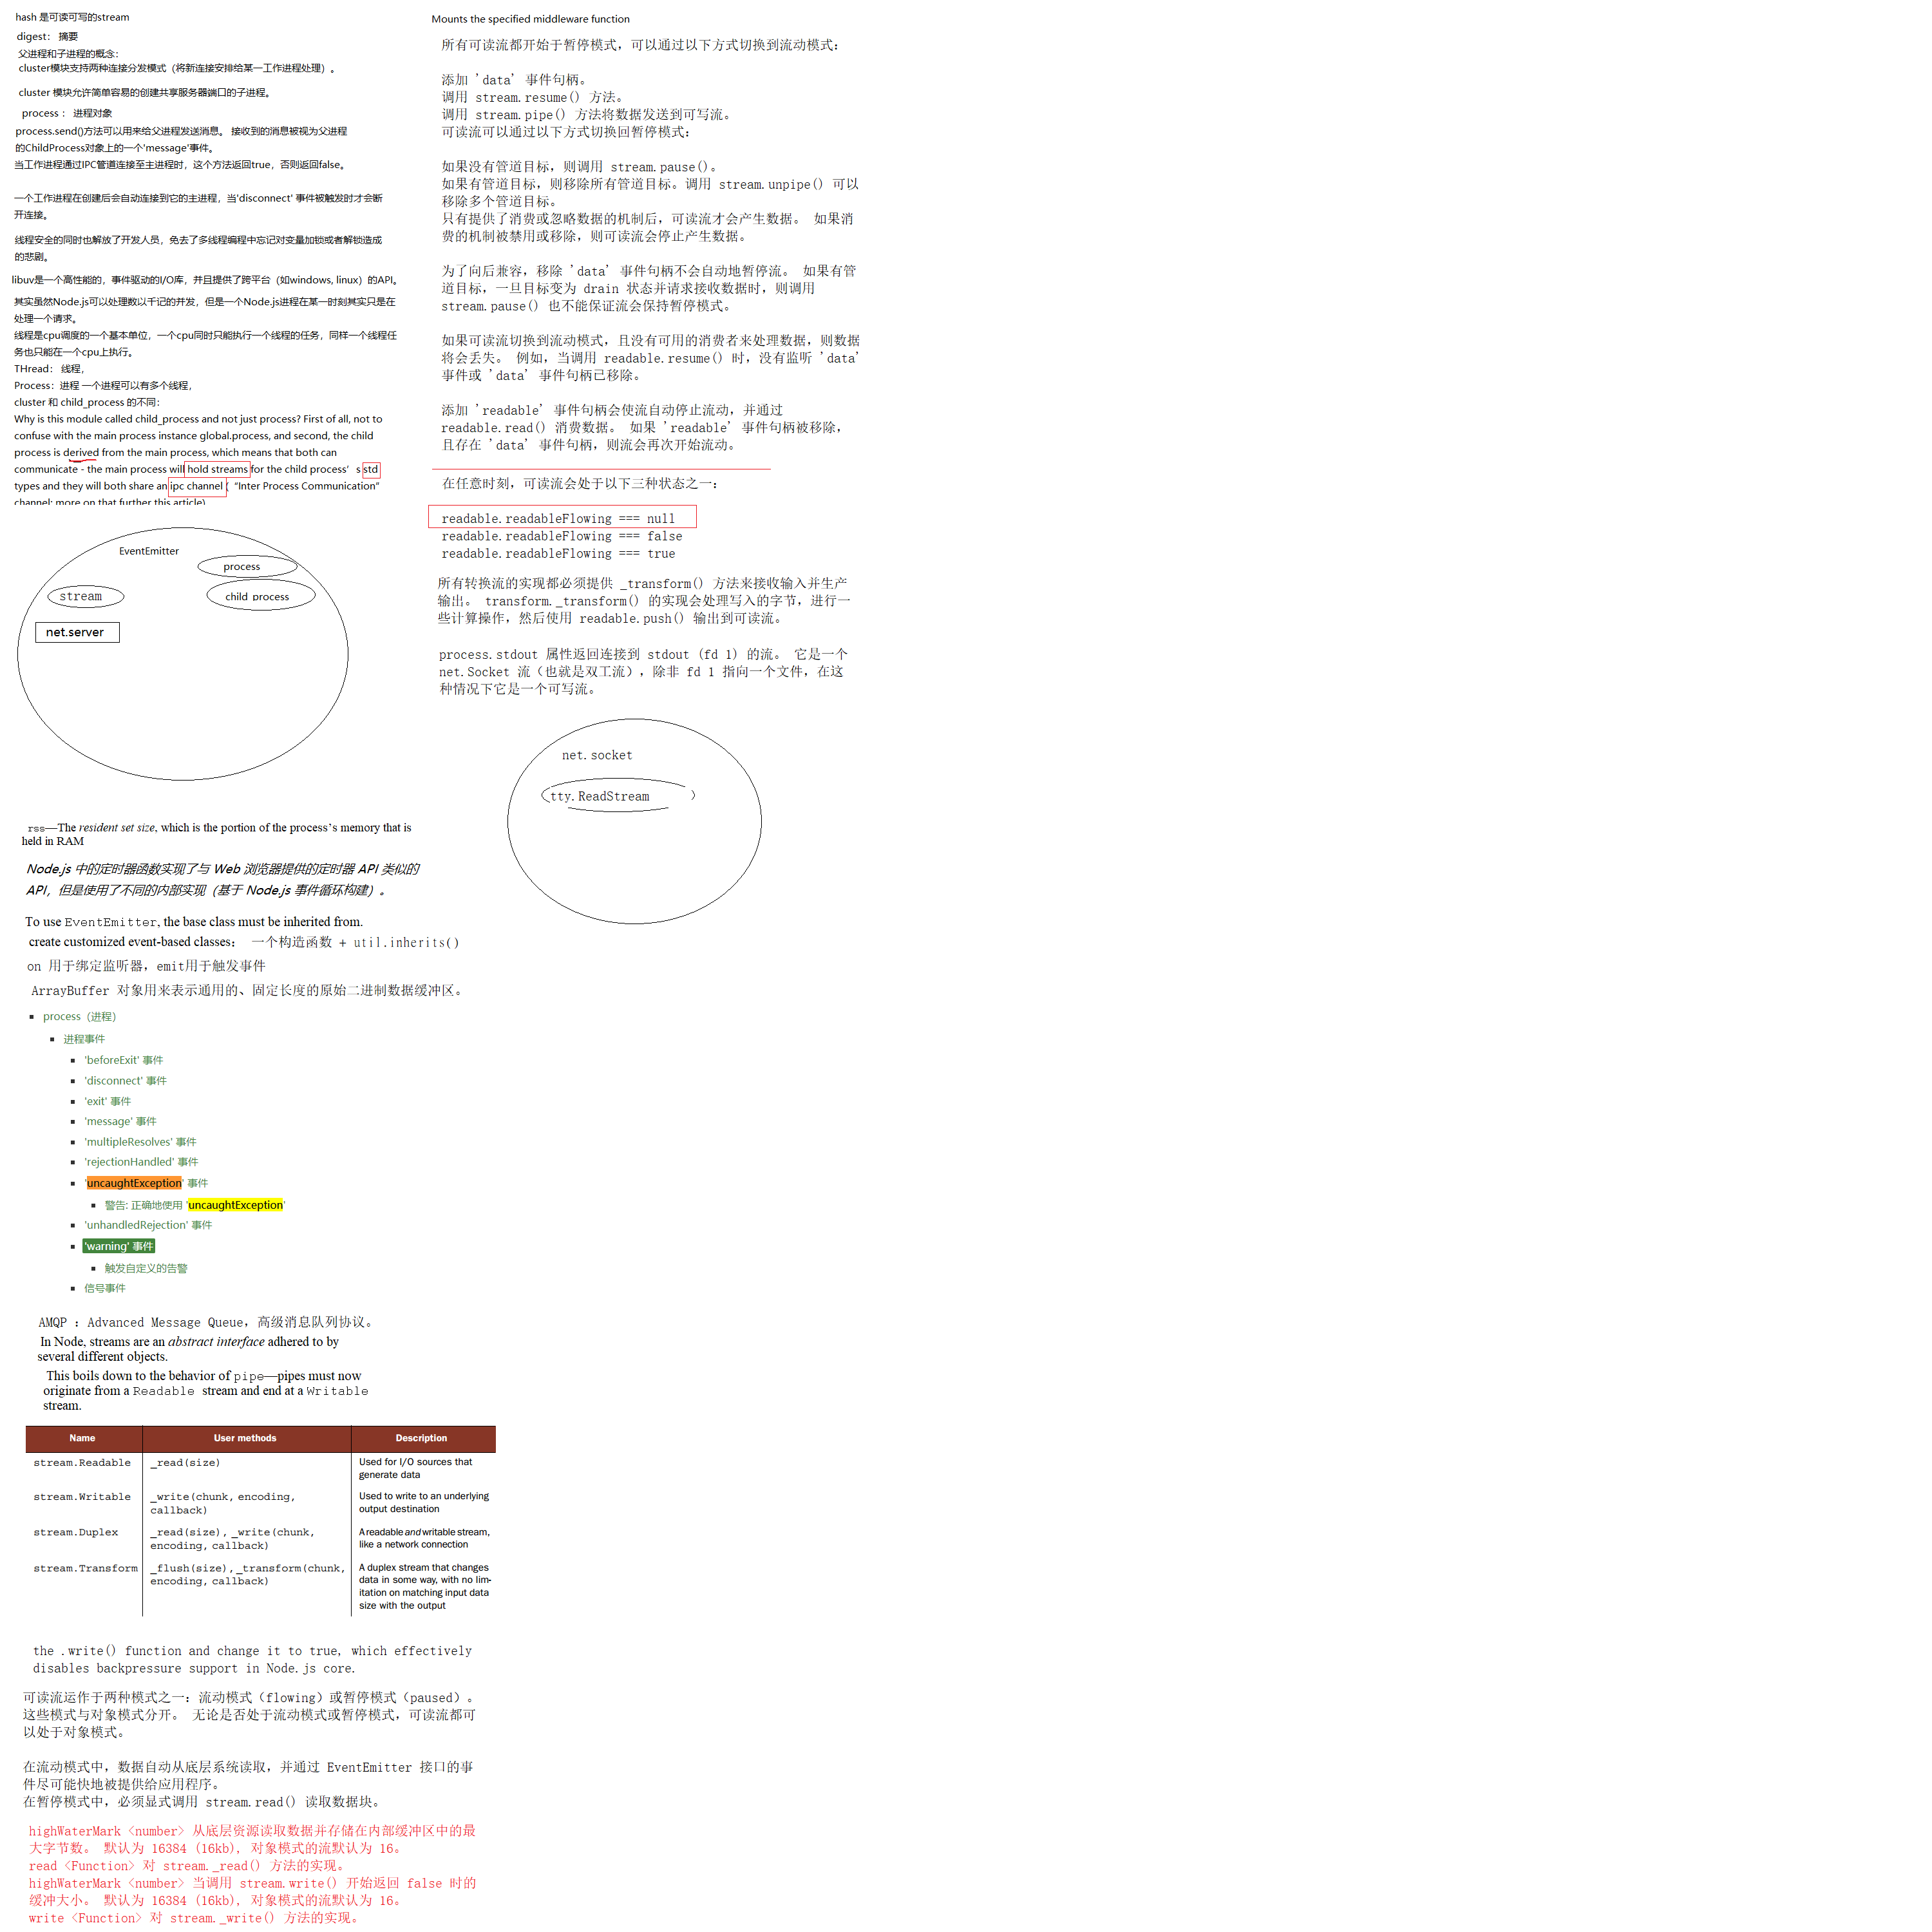 hash 是可读可写的stream
digest： 摘要
父进程和子进程的概念：
cluster模块支持两种连接分发模式（将新连接安排给某一工作进程处理）。
cluster 模块允许简单容易的创建共享服务器端口的子进程。
process： 进程对象
process.send()方法可以用来给父进程发送消息。 接收到的消息被视为父进程
的ChildProcess对象上的一个'message'事件。
当工作进程通过IPC管道连接至主进程时，这个方法返回true，否则返回false。
一个工作进程在创建后会自动连接到它的主进程，当'disconnect' 事件被触发时才会断
开连接。
线程安全的同时也解放了开发人员，免去了多线程编程中忘记对变量加锁或者解锁造成
的悲剧。
libuv是一个高性能的，事件驱动的I/O库，并且提供了跨平台（如windows, linux）的API。
其实虽然Node.js可以处理数以千记的并发，但是一个Node.js进程在某一时刻其实只是在
处理一个请求。
线程是cpu调度的一个基本单位，一个cpu同时只能执行一个线程的任务，同样一个线程任
务也只能在一个cpu上执行。
THread： 线程，
Process：进程 一个进程可以有多个线程，
cluster 和 child_process 的不同：
Why is this module called child_process and not just process? First of all, not to
confuse with the main process instance global.process, and second, the child
process is derived from the main process, which means that both can
communicate - the main process will hold streams for the child process’ s std
types and they will both share an ipc channel ( “Inter Process Communication”
channel; more on that further this article)
EventEmitter
process
stream
child process
net.server
rss—The resident set size, which is the portion of the process’s memory that is
held in RAM
Node.js 中的定时器函数实现了与 Web 浏览器提供的定时器 API 类似的
API，但是使用了不同的内部实现（基于 Node.js 事件循环构建）。
To use EventEmitter, the base class must be inherited from.
create customized event-based classes： 一个构造函数 + util.inherits()
on 用于绑定监听器，emit用于触发事件
ArrayBuffer 对象用来表示通用的、固定长度的原始二进制数据缓冲区。
process（进程）
进程事件
'beforeExit' 事件
'disconnect' 事件
'exit' 事件
'message' 事件
'multipleResolves' 事件
'rejectionHandled' 事件
'uncaughtException' 事件
警告: 正确地使用 'uncaughtException'
'unhandledRejection' 事件
'warning' 事件
触发自定义的告警
信号事件
AMQP ：Advanced Message Queue，高级消息队列协议。
In Node, streams are an abstract interface adhered to by
several different objects.
This boils down to the behavior of pipe—pipes must now
originate from a Readable stream and end at a Writable
stream.
Name User methods Description
stream.Readable _read(size) Used for I/O sources that
generate data
stream.Writable _write(chunk, encoding, Used to write to an underlying
callback) output destination
stream.Duplex _read(size),_write(chunk, A readable and writable stream,
encoding, callback) like a network connection
stream.Transform _flush(size),_transform(chunk, A duplex stream that changes
encoding, callback) data in some way, with no lim-
itation on matching input data
size with the output
the .write() function and change it to true, which effectively
disables backpressure support in Node.js core.
可读流运作于两种模式之一：流动模式（flowing）或暂停模式（paused）。
这些模式与对象模式分开。 无论是否处于流动模式或暂停模式，可读流都可
以处于对象模式。
在流动模式中，数据自动从底层系统读取，并通过 EventEmitter 接口的事
件尽可能快地被提供给应用程序。
在暂停模式中，必须显式调用 stream.read() 读取数据块。
highWaterMark <number> 从底层资源读取数据并存储在内部缓冲区中的最
大字节数。 默认为 16384 (16kb), 对象模式的流默认为 16。
read <Function> 对 stream._read() 方法的实现。
highWaterMark <number> 当调用 stream.write() 开始返回 false 时的
缓冲大小。 默认为 16384 (16kb), 对象模式的流默认为 16。
write <Function> 对 stream._write() 方法的实现。
Mounts the specified middleware function
所有可读流都开始于暂停模式，可以通过以下方式切换到流动模式：
添加 'data' 事件句柄。
调用 stream.resume() 方法。
调用 stream.pipe() 方法将数据发送到可写流。
可读流可以通过以下方式切换回暂停模式：
如果没有管道目标，则调用 stream.pause()。
如果有管道目标，则移除所有管道目标。调用 stream.unpipe() 可以
移除多个管道目标。
只有提供了消费或忽略数据的机制后，可读流才会产生数据。 如果消
费的机制被禁用或移除，则可读流会停止产生数据。
为了向后兼容，移除 'data' 事件句柄不会自动地暂停流。 如果有管
道目标，一旦目标变为 drain 状态并请求接收数据时，则调用
stream.pause() 也不能保证流会保持暂停模式。
如果可读流切换到流动模式，且没有可用的消费者来处理数据，则数据
将会丢失。 例如，当调用 readable.resume() 时，没有监听 'data'
事件或 'data' 事件句柄已移除。
添加 'readable' 事件句柄会使流自动停止流动，并通过
readable.read() 消费数据。 如果 'readable' 事件句柄被移除，
且存在 'data' 事件句柄，则流会再次开始流动。
在任意时刻，可读流会处于以下三种状态之一：
readable.readableFlowing === null
readable.readableFlowing === false
readable.readableFlowing === true
所有转换流的实现都必须提供 _transform() 方法来接收输入并生产
输出。 transform._transform() 的实现会处理写入的字节，进行一
些计算操作，然后使用 readable.push() 输出到可读流。
process.stdout 属性返回连接到 stdout (fd 1) 的流。 它是一个
net.Socket 流（也就是双工流），除非 fd 1 指向一个文件，在这
种情况下它是一个可写流。
net.socket
tty.ReadStream